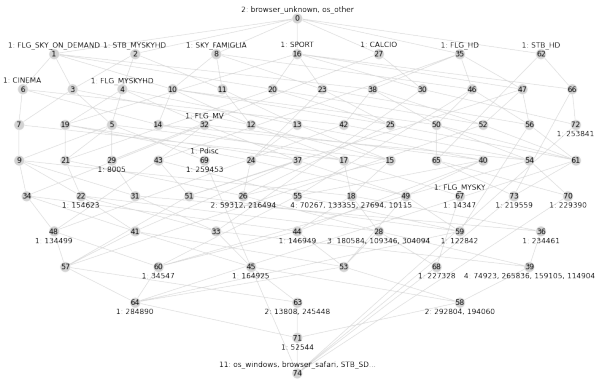 2: browser_unknown, os_other
0
1: FLG_SKY_ON_DEMAND 1: STB_MYSKYHD 1: SKY_FAMIGLIA 1: SPORT 1: CALCIO 1: FLG_HD 1: STB_HD
1 2 8 16 27 35 62
1: CINEMA 1: FLG_MYSKYHD
6 3 4 10 11 20 23 38 30 46 47 66
1: FLG_MV
7 19 5 14 32 12 13 42 25 50 52 56 72
1: 253841
1: Pdisc
9 21 29 43 69 24 37 17 15 65 40 54 61
1: 8005 1: 259453
1: FLG_MYSKY
34 22 31 51 26 55 18 49 67 73 70
1: 154623 2: 59312, 216494 4: 70267, 133355, 27694, 10115 1: 14347 1: 219559 1: 229390
48 41 33 44 28 59 36
1: 134499 1: 146949 3: 180584, 109346, 304094 1: 122842 1: 234461
57 60 45 53 68 39
1: 34547 1: 164925 1: 227328 4: 74923, 265836, 159105, 114904
64 63 58
1: 284890 2: 13808, 245448 2: 292804, 194060
71
1: 52544
11: os_windows, browser_safari, STB_SD...
74